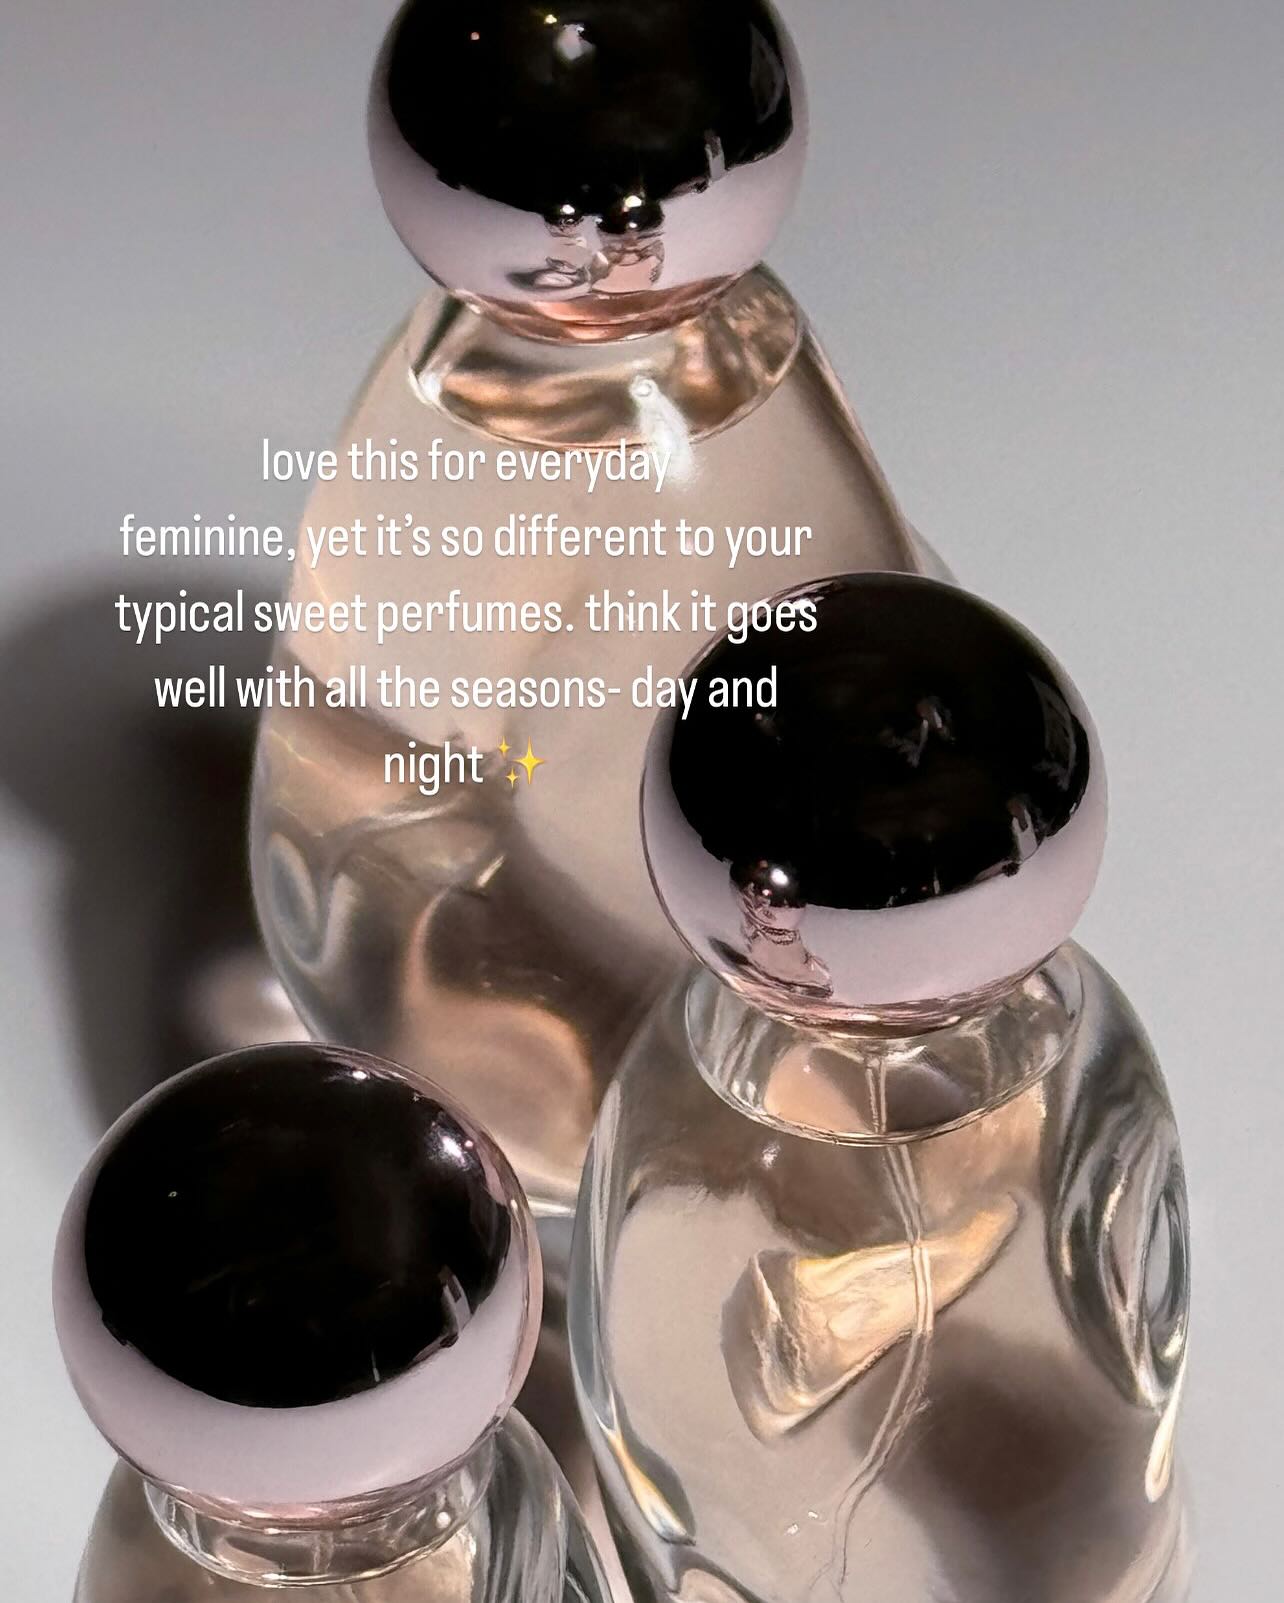 love this for everyday
feminine, yet it’s so different to your
typical sweet perfumes. think it goes
well with all the seasons- day and
night ✨